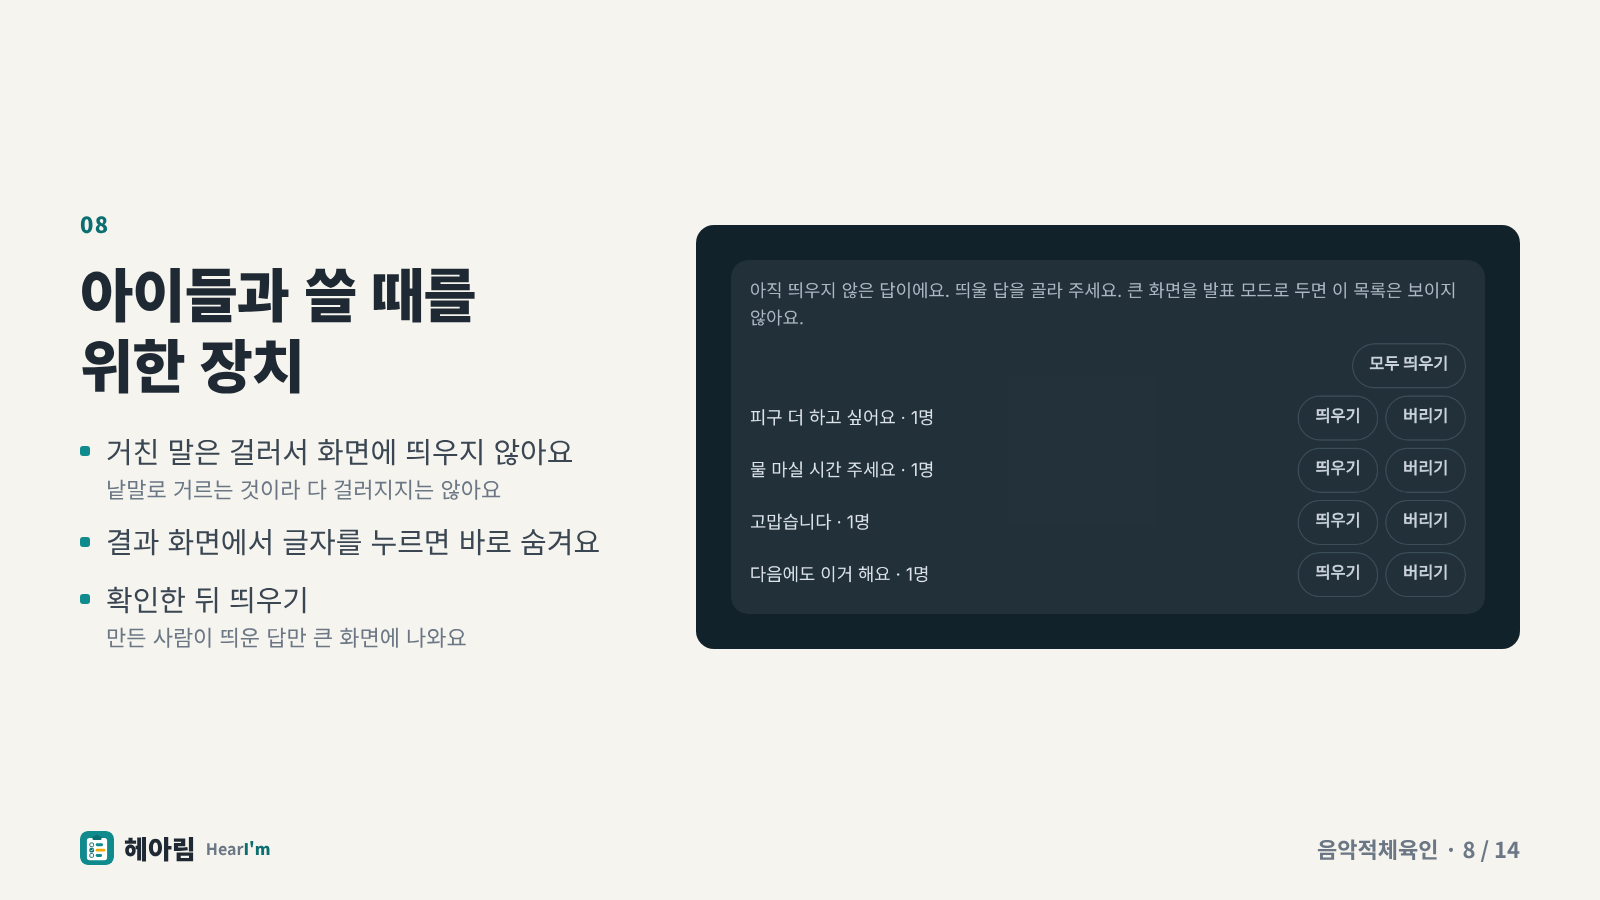 08
아이들과 쓸 때를
위한 장치
거친 말은 걸러서 화면에 띄우지 않아요
낱말로 거르는 것이라 다 걸러지지는 않아요
결과 화면에서 글자를 누르면 바로 숨겨요
확인한 뒤 띄우기
만든 사람이 띄운 답만 큰 화면에 나와요
아직 띄우지 않은 답이에요. 띄울 답을 골라 주세요. 큰 화면을 발표 모드로 두면 이 목록은 보이지
않아요.
모두 띄우기
피구 더 하고 싶어요 · 1명 띄우기 버리기
물 마실 시간 주세요 · 1명 띄우기 버리기
고맙습니다 · 1명 띄우기 버리기
다음에도 이거 해요 · 1명 띄우기 버리기
헤아림 HearI'm
음악적체육인 · 8 / 14